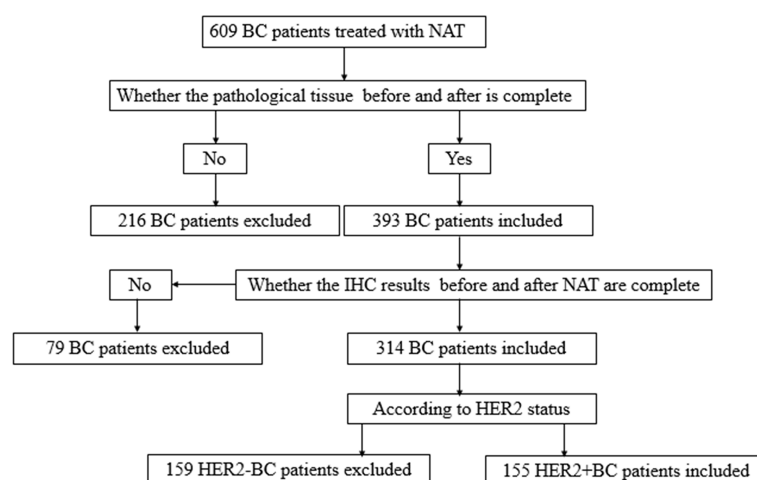 609 BC patients treated with NAT
Whether the pathological tissue before and after is complete
No
Yes
216 BC patients excluded
393 BC patients included
No
Whether the IHC results before and after NAT are complete
79 BC patients excluded
314 BC patients included
According to HER2 status
159 HER2-BC patients excluded
155 HER2+BC patients included